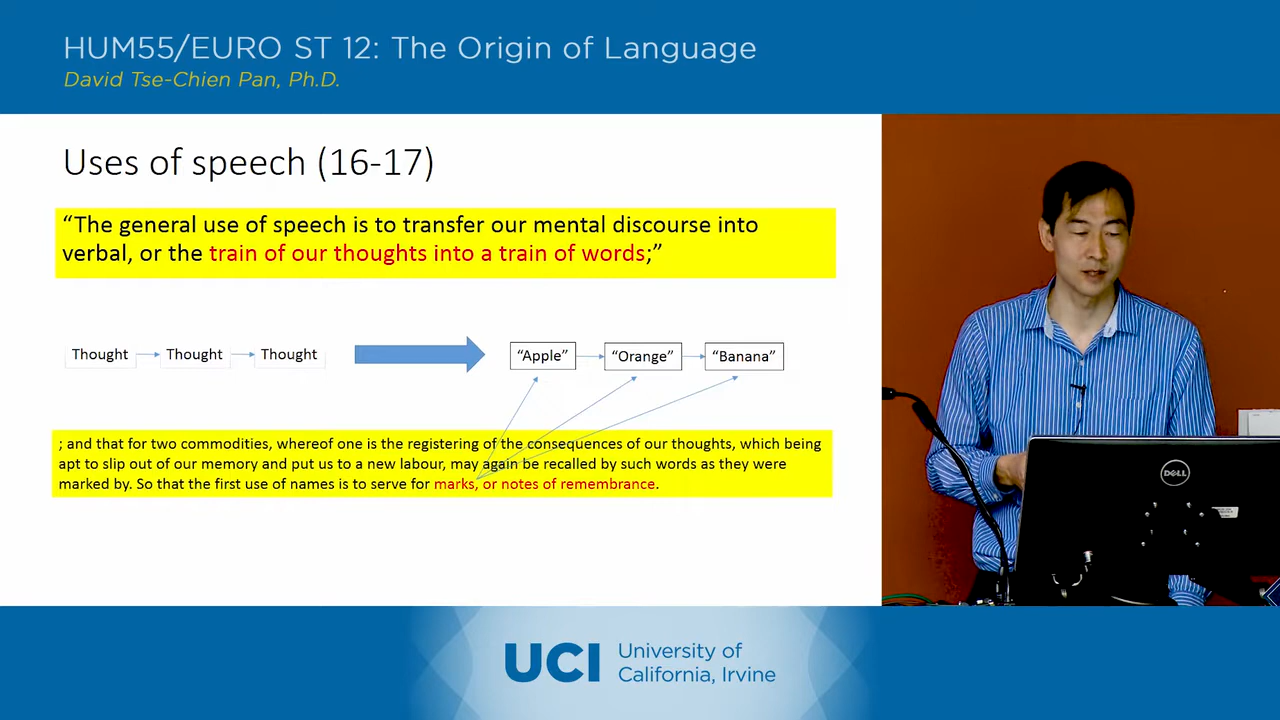 HUM55/EURO ST 12: The Origin of Language
David Tse-Chien Pan, Ph.D.
Uses of speech (16-17)
“The general use of speech is to transfer our mental discourse into
verbal, or the train of our thoughts into a train of words;”
Thought Thought Thought “Apple” “Orange” “Banana”
; and that for two commodities, whereof one is the registering of the consequences of our thoughts, which being
apt to slip out of our memory and put us to a new labour, may again be recalled by such words as they were
marked by. So that the first use of names is to serve for marks, or notes of remembrance.
DELL
UCI University of
California, Irvine